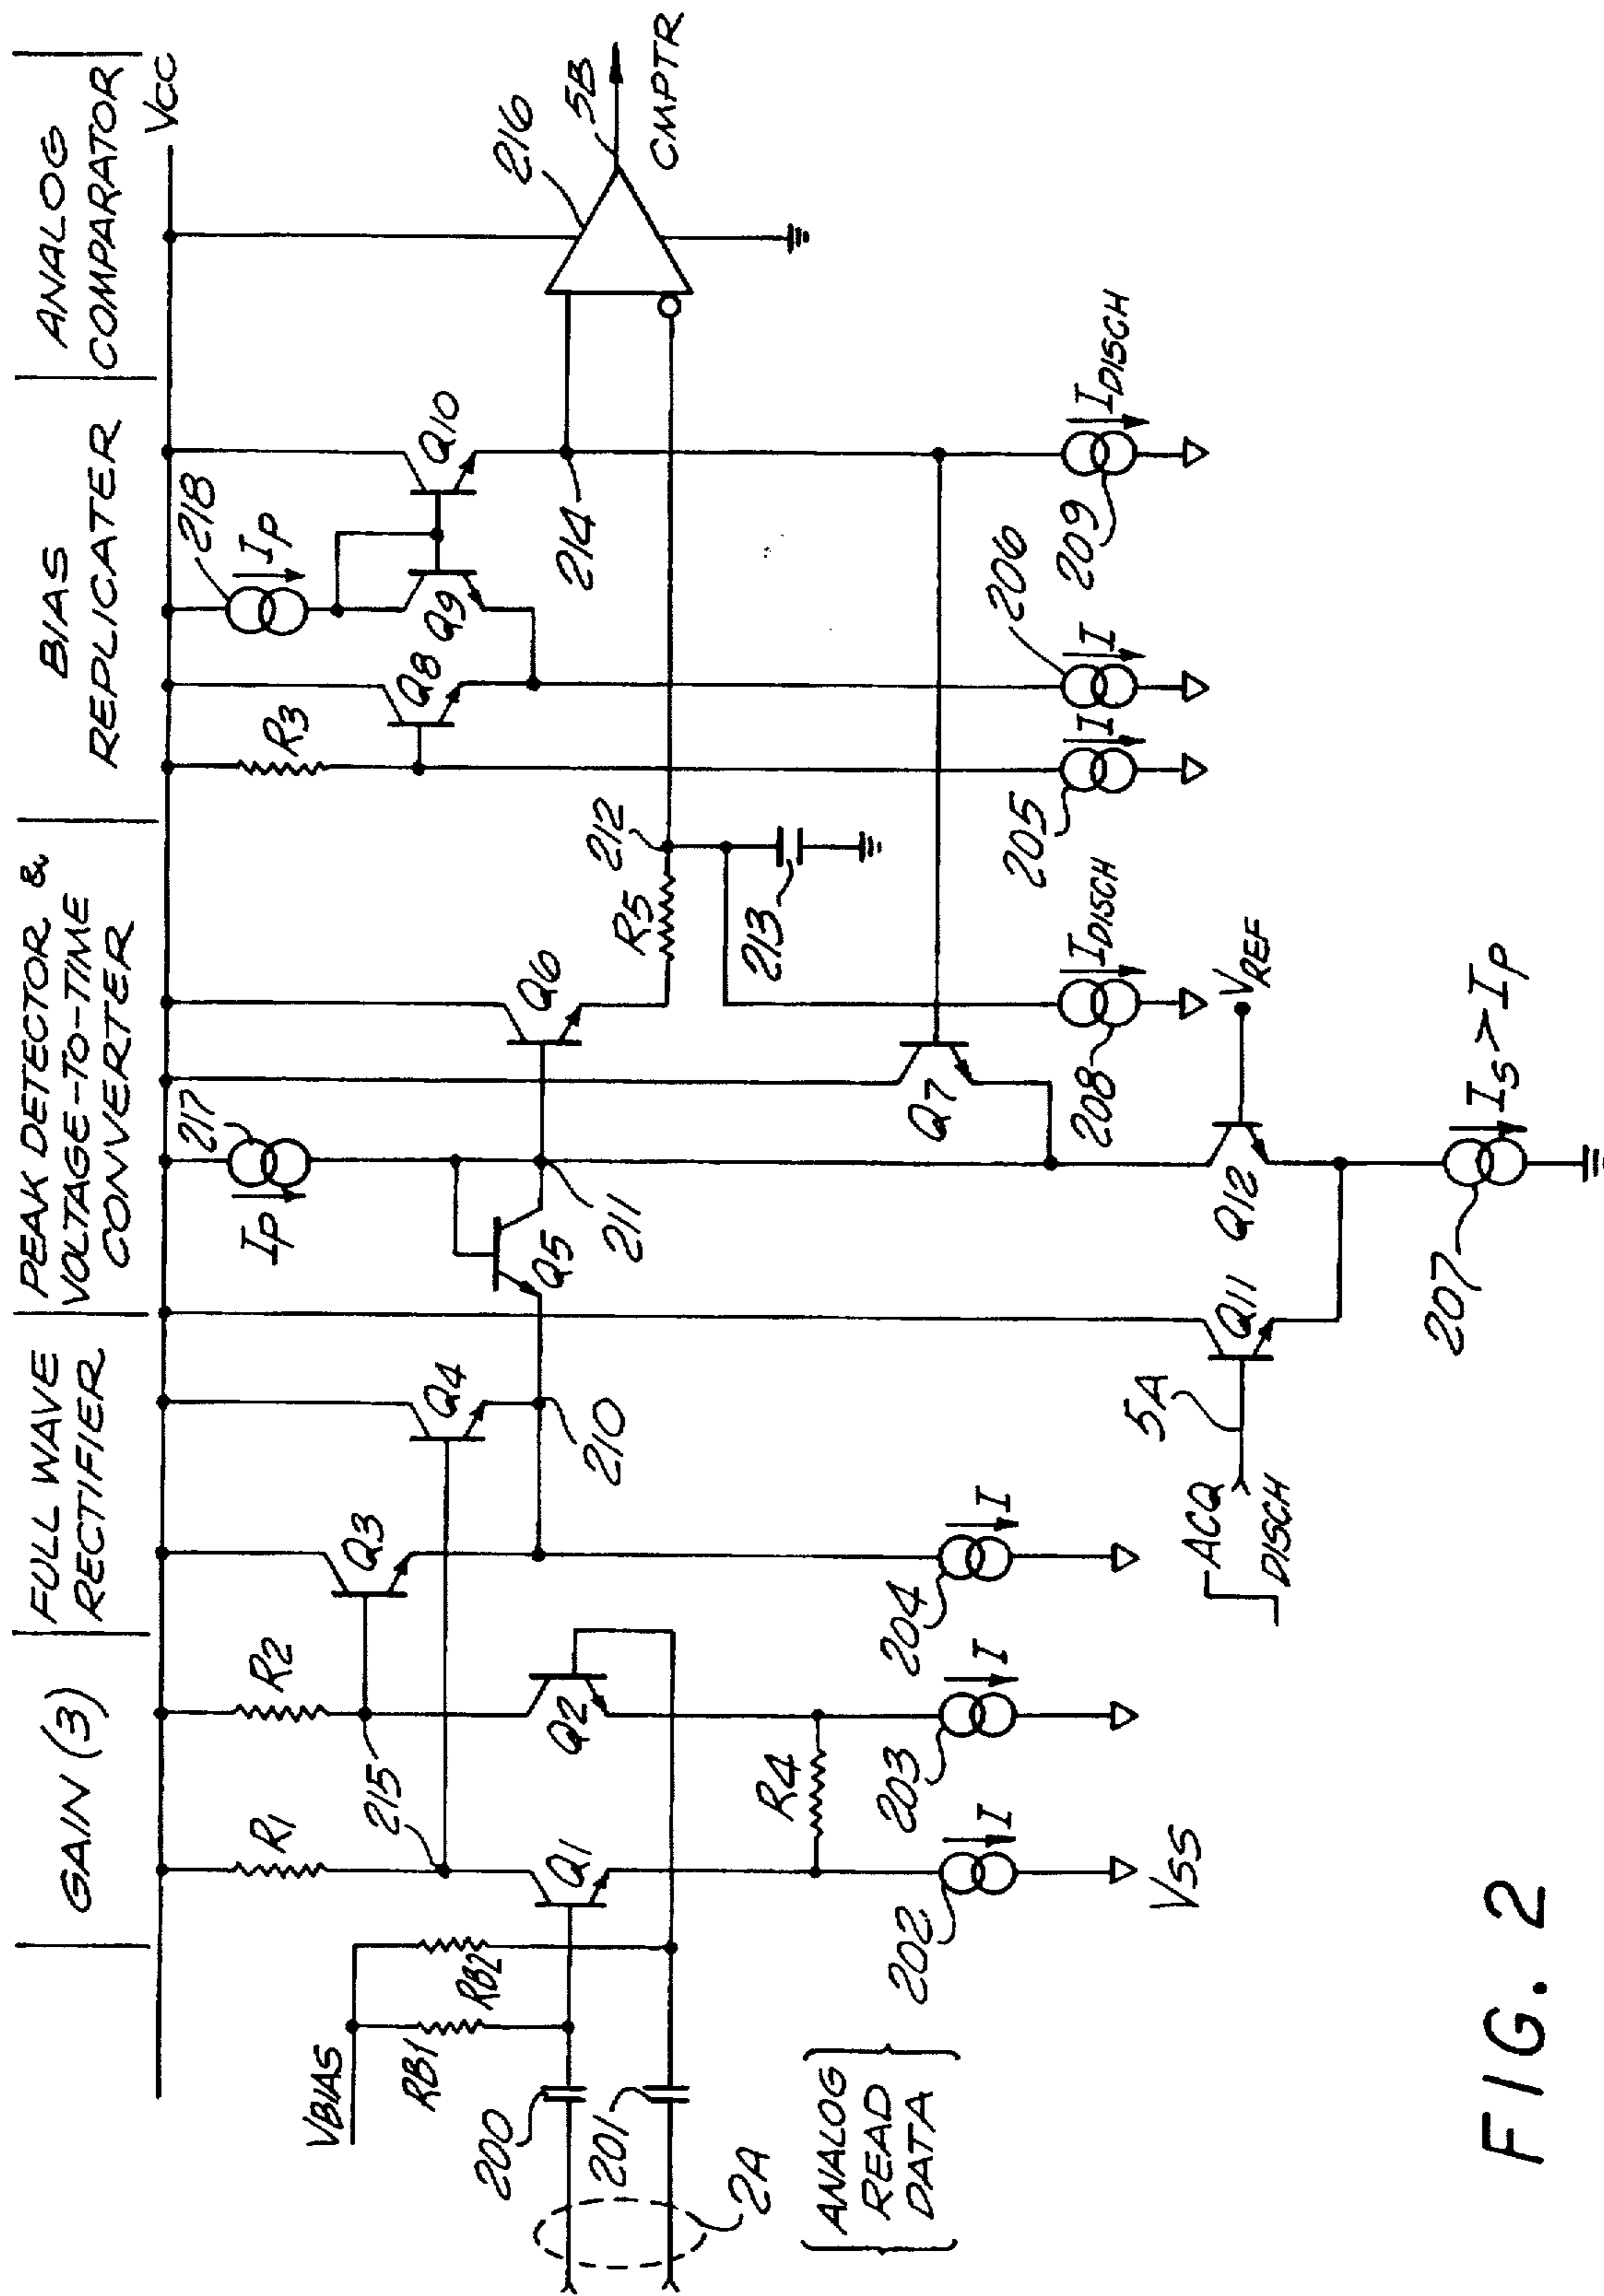 GAIN (3)
FULL WAVE
RECTIFIER
PEAK DETECTOR &
VOLTAGE-TO-TIME
CONVERTER
BIAS
REPLICATER
ANALOG
COMPARATOR
Vcc
VBIAS
RB1
RB2
R1
R2
215
Q1
Q2
Q3
Q4
210
217
IP
Q5
211
Q6
R5
212
213
R3
Q8
Q9
218
IP
Q10
214
216
5B
CMPTR
200
201
2A
ANALOG
READ
DATA
R4
202
I
VSS
203
I
204
I
Q7
208
IDISCH
205
I
206
I
209
IDISCH
ACQ
DISCH
5A
Q11
Q12
VREF
207
IS>IP
FIG. 2